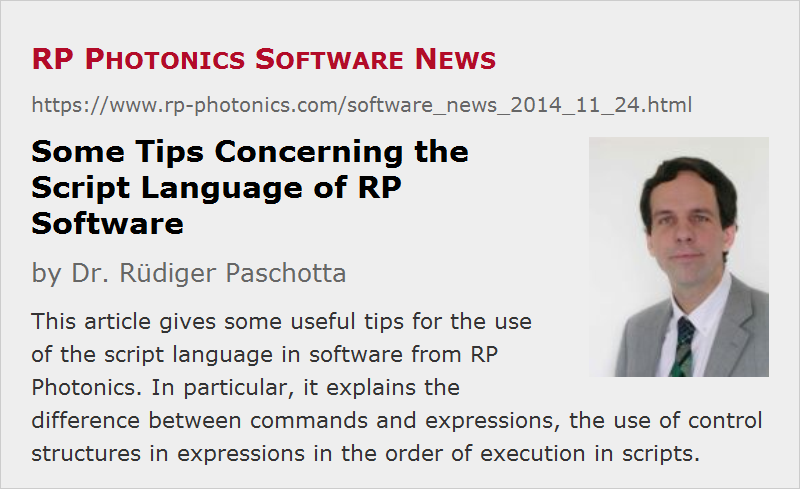 RP PHOTONICS SOFTWARE NEWS
https://www.rp-photonics.com/software_news_2014_11_24.html
Some Tips Concerning the
Script Language of RP
Software
by Dr. Rüdiger Paschotta
This article gives some useful tips for the use
of the script language in software from RP
Photonics. In particular, it explains the
difference between commands and expressions, the use of control
structures in expressions in the order of execution in scripts.